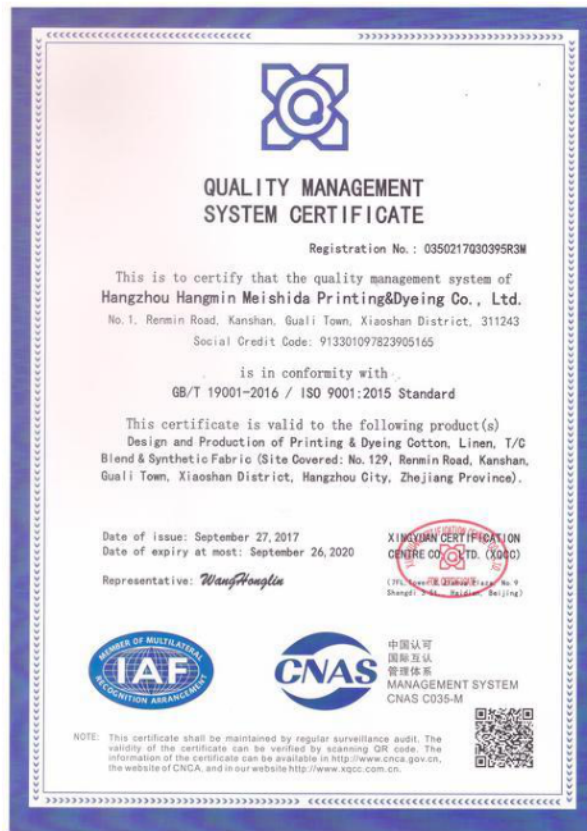 QUALITY MANAGEMENT
SYSTEM CERTIFICATE
Registration No.: 0350217Q30395R3M
This is to certify that the quality management system of
Hangzhou Hangmin Meishida Printing&Dyeing Co., Ltd.
No.1, Renmin Road, Kanshan, Guali Town, Xiaoshan District, 311243
Social Credit Code: 913301097823905165
is in conformity with
GB/T 19001-2016 / ISO 9001:2015 Standard
This certificate is valid to the following product(s)
Design and Production of Printing & Dyeing Cotton, Linen, T/C
Blend & Synthetic Fabric (Site Covered: No. 129, Renmin Road, Kanshan,
Guali Town, Xiaoshan District, Hangzhou City, Zhejiang Province).
Date of issue: September 27,2017
Date of expiry at most: September 26,2020
Representative: WangHonglin
XINGYUAN CERTIFICATION
CENTRE CO., LTD. (XQCC)
Haidian, Beijing)
MEMBER OF MULTILATERAL
IAF
RECOGNITION ARRANGEMENT
CNAS
中国认可
国际互认
管理体系
MANAGEMENT SYSTEM
CNAS C035-M
NOTE: This certificate shall be maintained by regular surveillance audit. The
validity of the certificate can be verified by scanning QR code. The
information of the certificate can be available in http://www.cnca.gov.cn,
the website of CNCA, and in our website http://www.xqcc.com.cn.